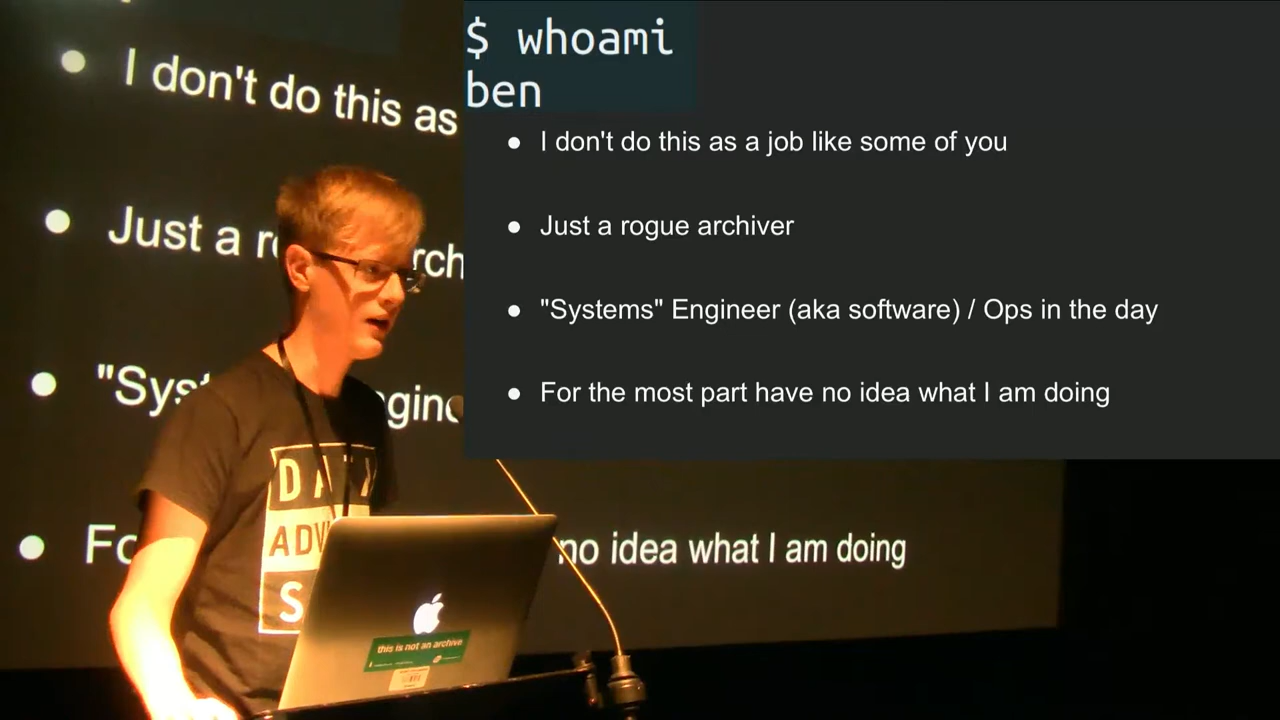 $ whoami
ben
● I don't do this as a job like some of you
● Just a rogue archiver
● "Systems" Engineer (aka software) / Ops in the day
● For the most part have no idea what I am doing
● I don't do this as
● Just a
● "Sys
● Fo no idea what I am doing
this is not an archive